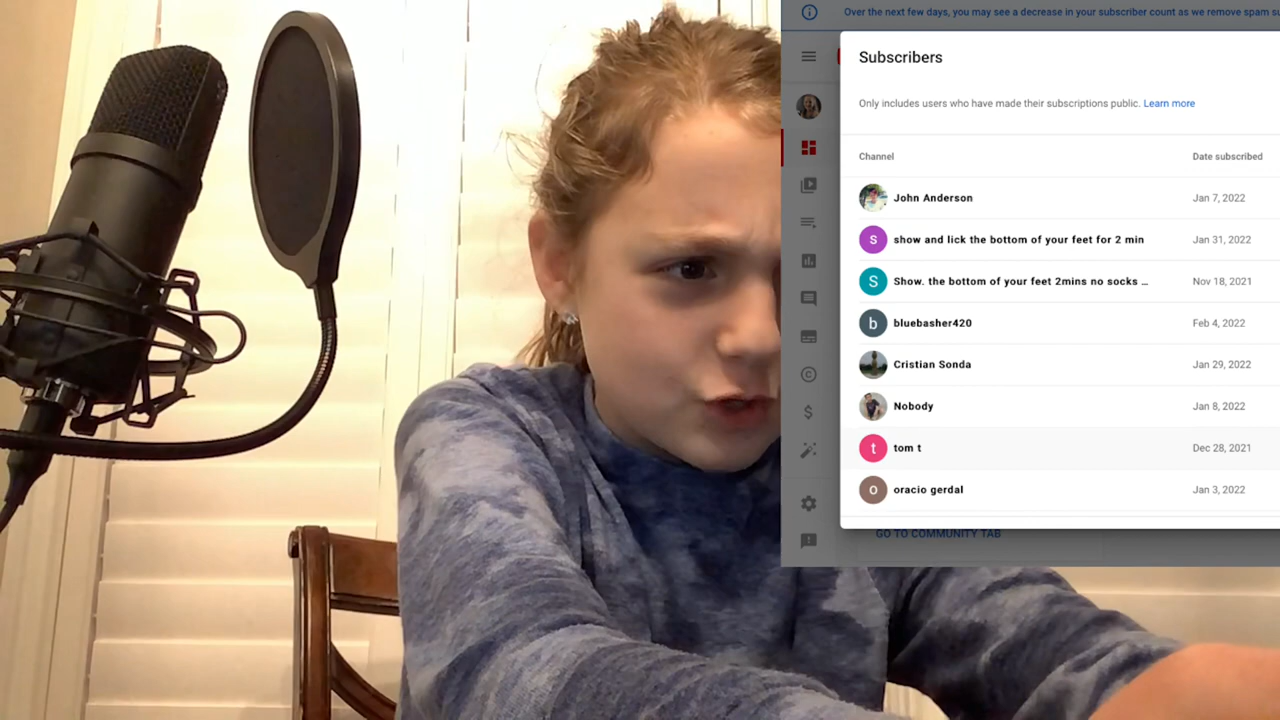 Over the next few days, you may see a decrease in your subscriber count as we remove spam
Subscribers
Only includes users who have made their subscriptions public. Learn more
Channel Date subscribed
John Anderson Jan 7, 2022
S show and lick the bottom of your feet for 2 min Jan 31, 2022
S Show. the bottom of your feet 2mins no socks ... Nov 18, 2021
b bluebasher420 Feb 4, 2022
Cristian Sonda Jan 29, 2022
Nobody Jan 8, 2022
t tom t Dec 28, 2021
o oracio gerdal Jan 3, 2022
GO TO COMMUNITY TAB